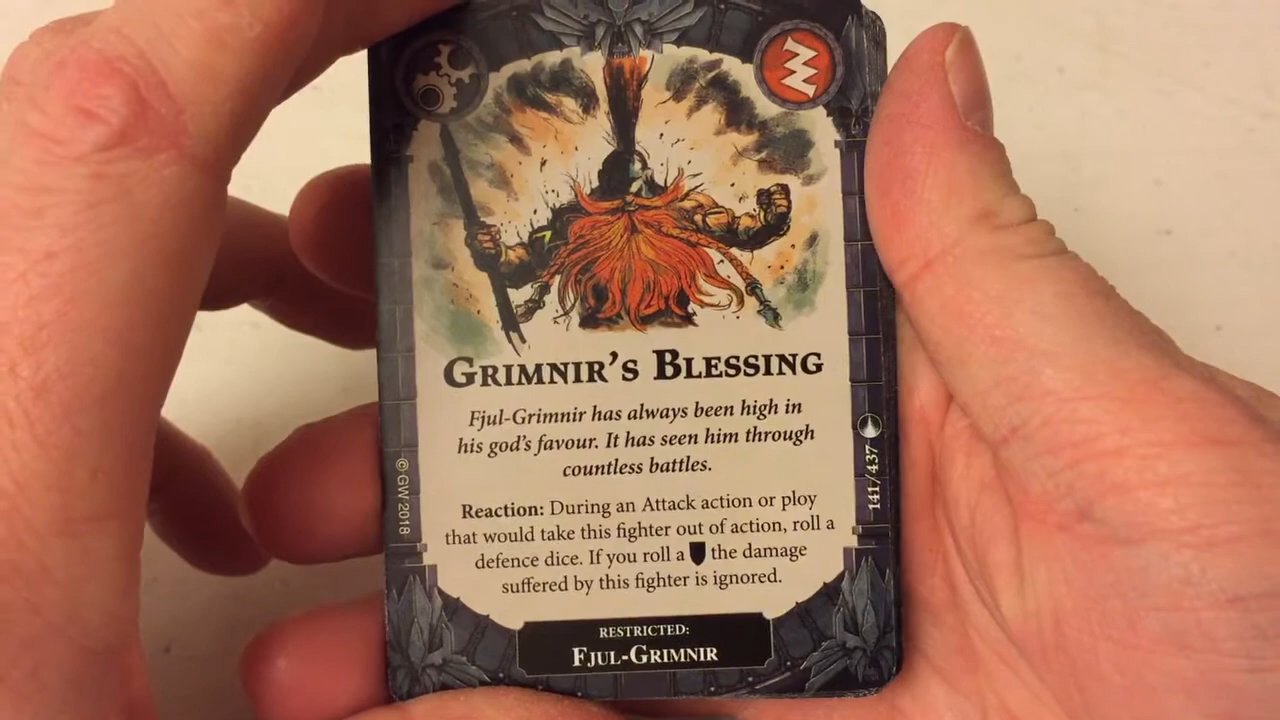 GRIMNIR'S BLESSING
Fjul-Grimnir has always been high in
his god's favour. It has seen him through
countless battles.
Reaction: During an Attack action or ploy
that would take this fighter out of action, roll a
defence dice. If you roll a the damage
suffered by this fighter is ignored.
RESTRICTED:
FJUL-GRIMNIR
© GW 2018
141/437